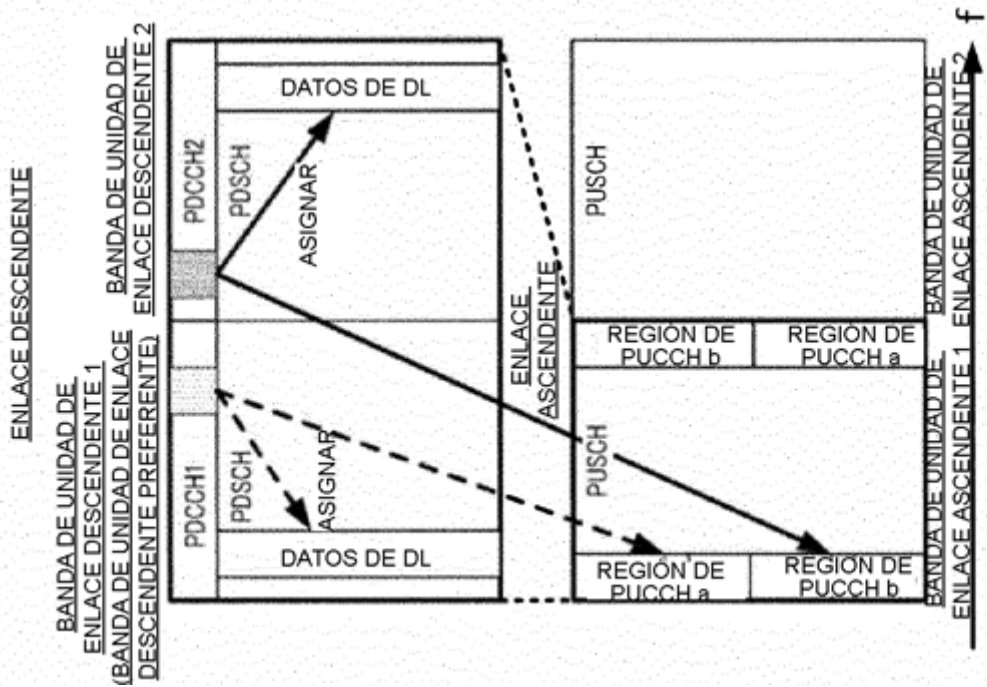 ENLACE DESCENDENTE
BANDA DE UNIDAD DE
ENLACE DESCENDENTE 1
(BANDA DE UNIDAD DE ENLACE
DESCENDENTE PREFERENTE)
BANDA DE UNIDAD DE
ENLACE DESCENDENTE 2
PDCCH1
PDCCH2
PDSCH
ASIGNAR
DATOS DE DL
PDSCH
ASIGNAR
DATOS DE DL
ENLACE
ASCENDENTE
PUSCH
PUSCH
REGIÓN DE
PUCCH b
REGIÓN DE
PUCCH a
REGIÓN DE
PUCCH a
REGIÓN DE
PUCCH b
BANDA DE UNIDAD DE
ENLACE ASCENDENTE 1
BANDA DE UNIDAD DE
ENLACE ASCENDENTE 2
f